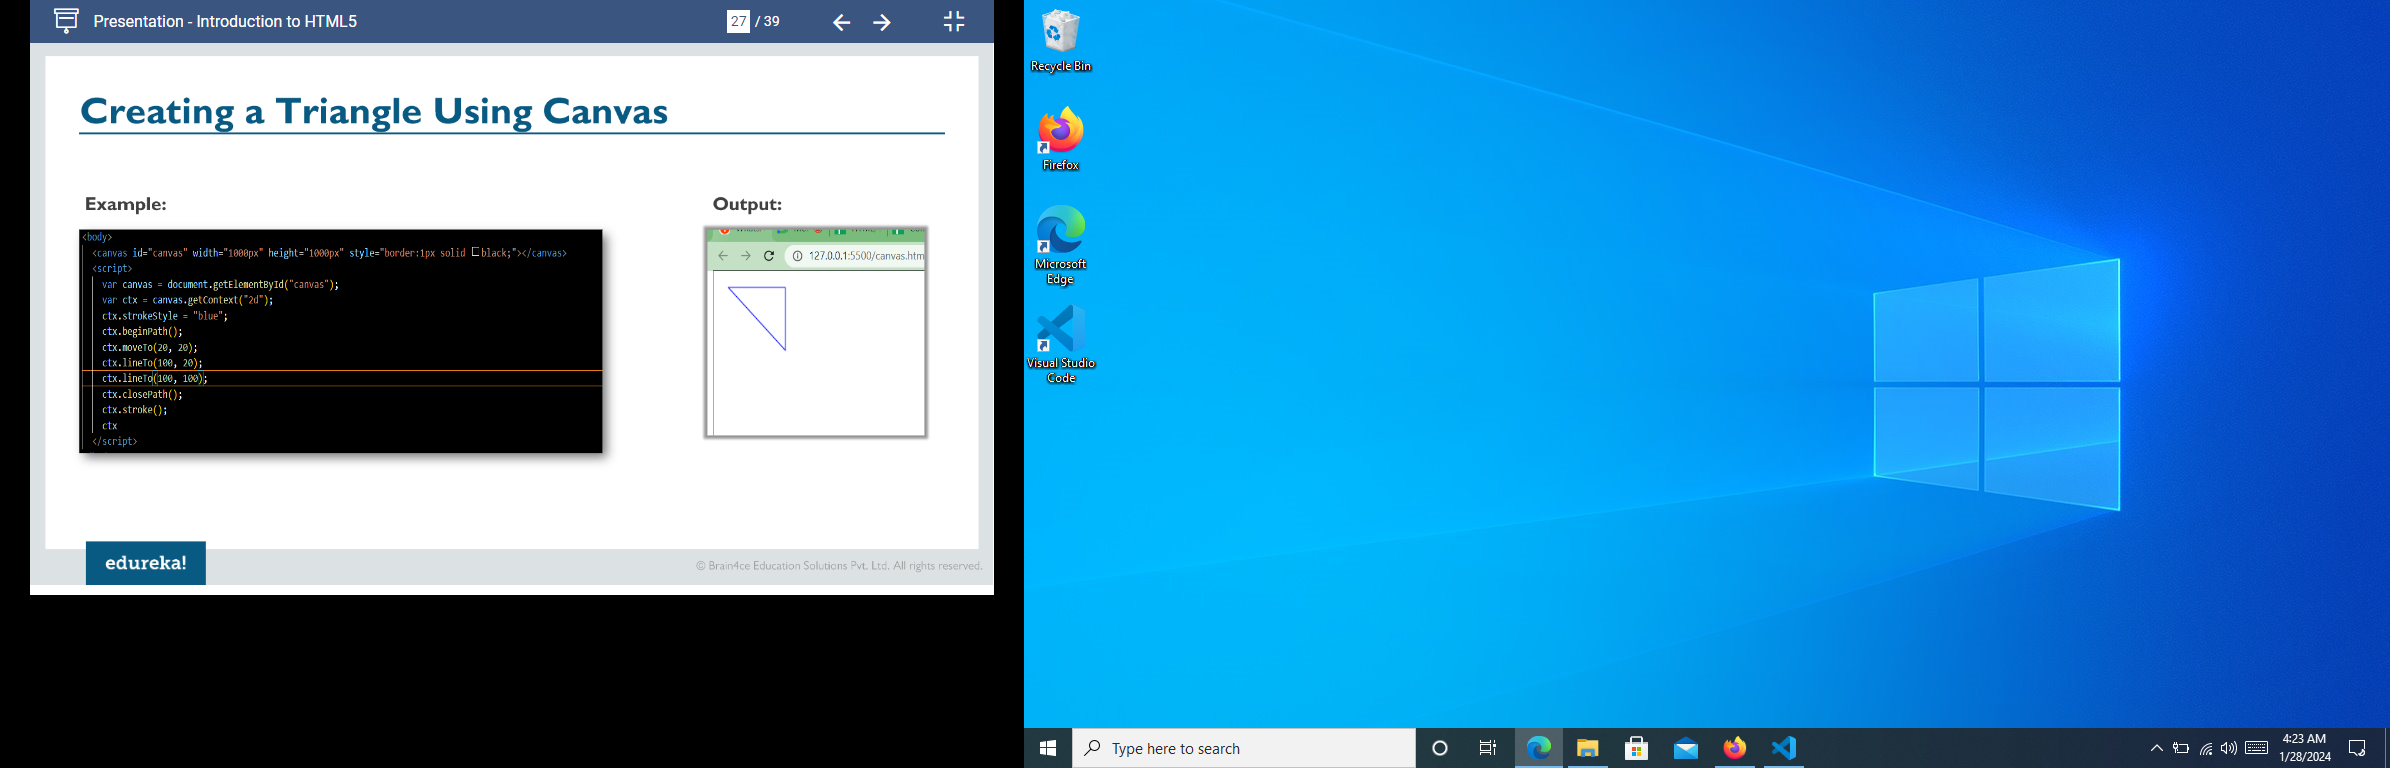 Presentation - Introduction to HTML5
27 / 39
Creating a Triangle Using Canvas
Example:
<body>
<canvas id="canvas" width="1000px" height="1000px" style="border:1px solid black;"></canvas>
<script>
var canvas = document.getElementById("canvas");
var ctx = canvas.getContext("2d");
ctx.strokeStyle = "blue";
ctx.beginPath();
ctx.moveTo(20, 20);
ctx.lineTo(100, 20);
ctx.lineTo(100, 100);
ctx.closePath();
ctx.stroke();
ctx
</script>
Output:
127.0.0.1:5500/canvas.htm
edureka!
© Brain4ce Education Solutions Pvt. Ltd. All rights reserved.
Recycle Bin
Firefox
Microsoft
Edge
Visual Studio
Code
Type here to search
4:23 AM
1/28/2024